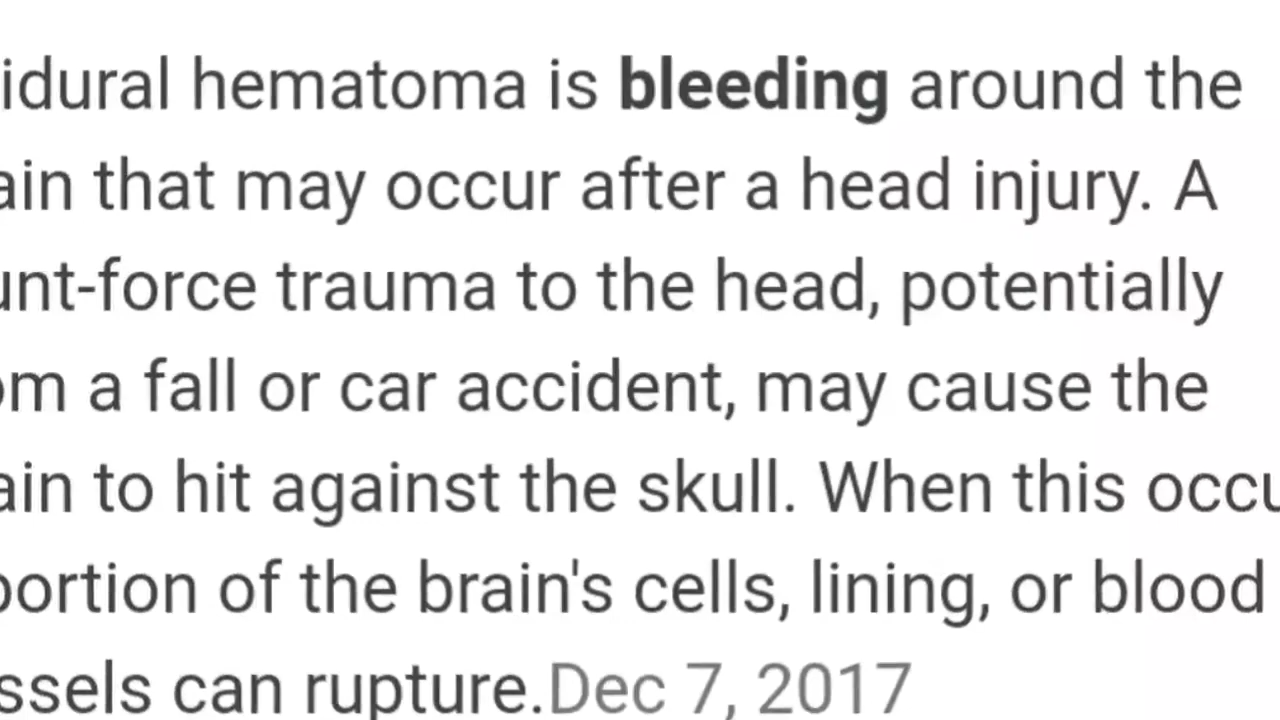 idural hematoma is bleeding around the
ain that may occur after a head injury. A
unt-force trauma to the head, potentially
om a fall or car accident, may cause the
ain to hit against the skull. When this occu
portion of the brain's cells, lining, or blood
ssels can rupture. Dec 7, 2017